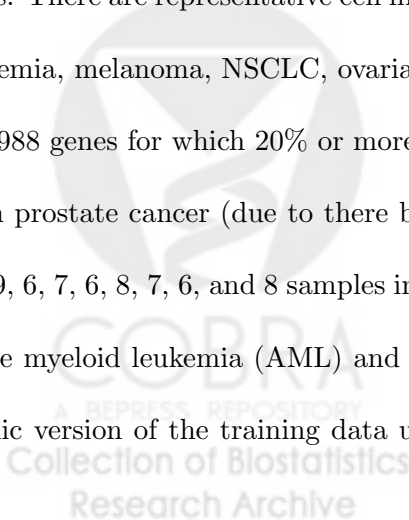 s. There are representative cell li
emia, melanoma, NSCLC, ovaria
988 genes for which 20% or more
n prostate cancer (due to there b
9, 6, 7, 6, 8, 7, 6, and 8 samples in
e myeloid leukemia (AML) and
COBRA
A BEPRESS REPOSITORY
ic version of the training data u
Collection of Biostatistics
Research Archive